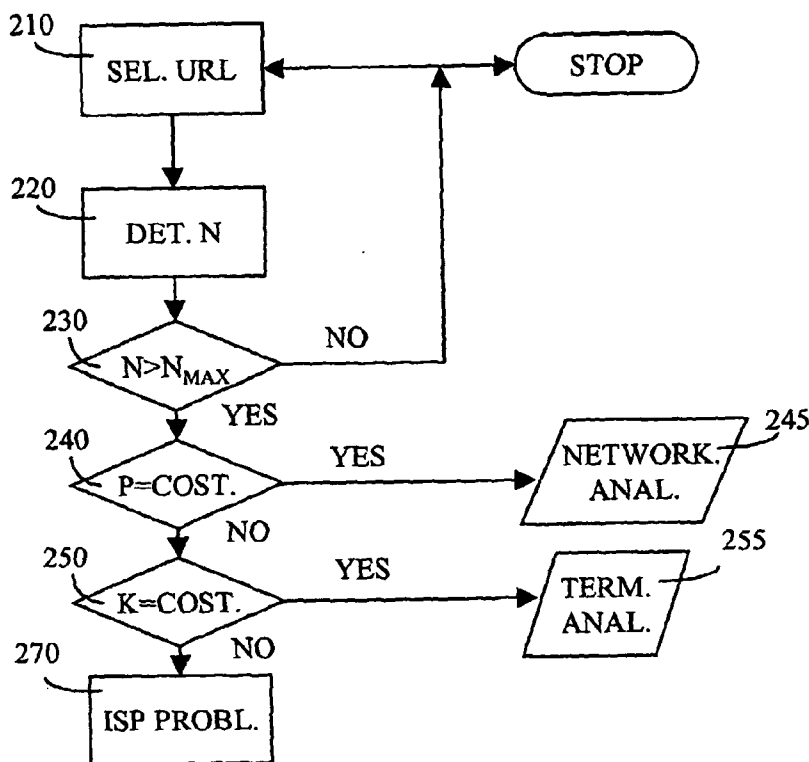 210
SEL. URL
STOP
220
DET. N
230
N>N_MAX
NO
YES
240
P=COST.
YES
NETWORK.
ANAL.
245
NO
250
K=COST.
YES
TERM.
ANAL.
255
NO
270
ISP PROBL.